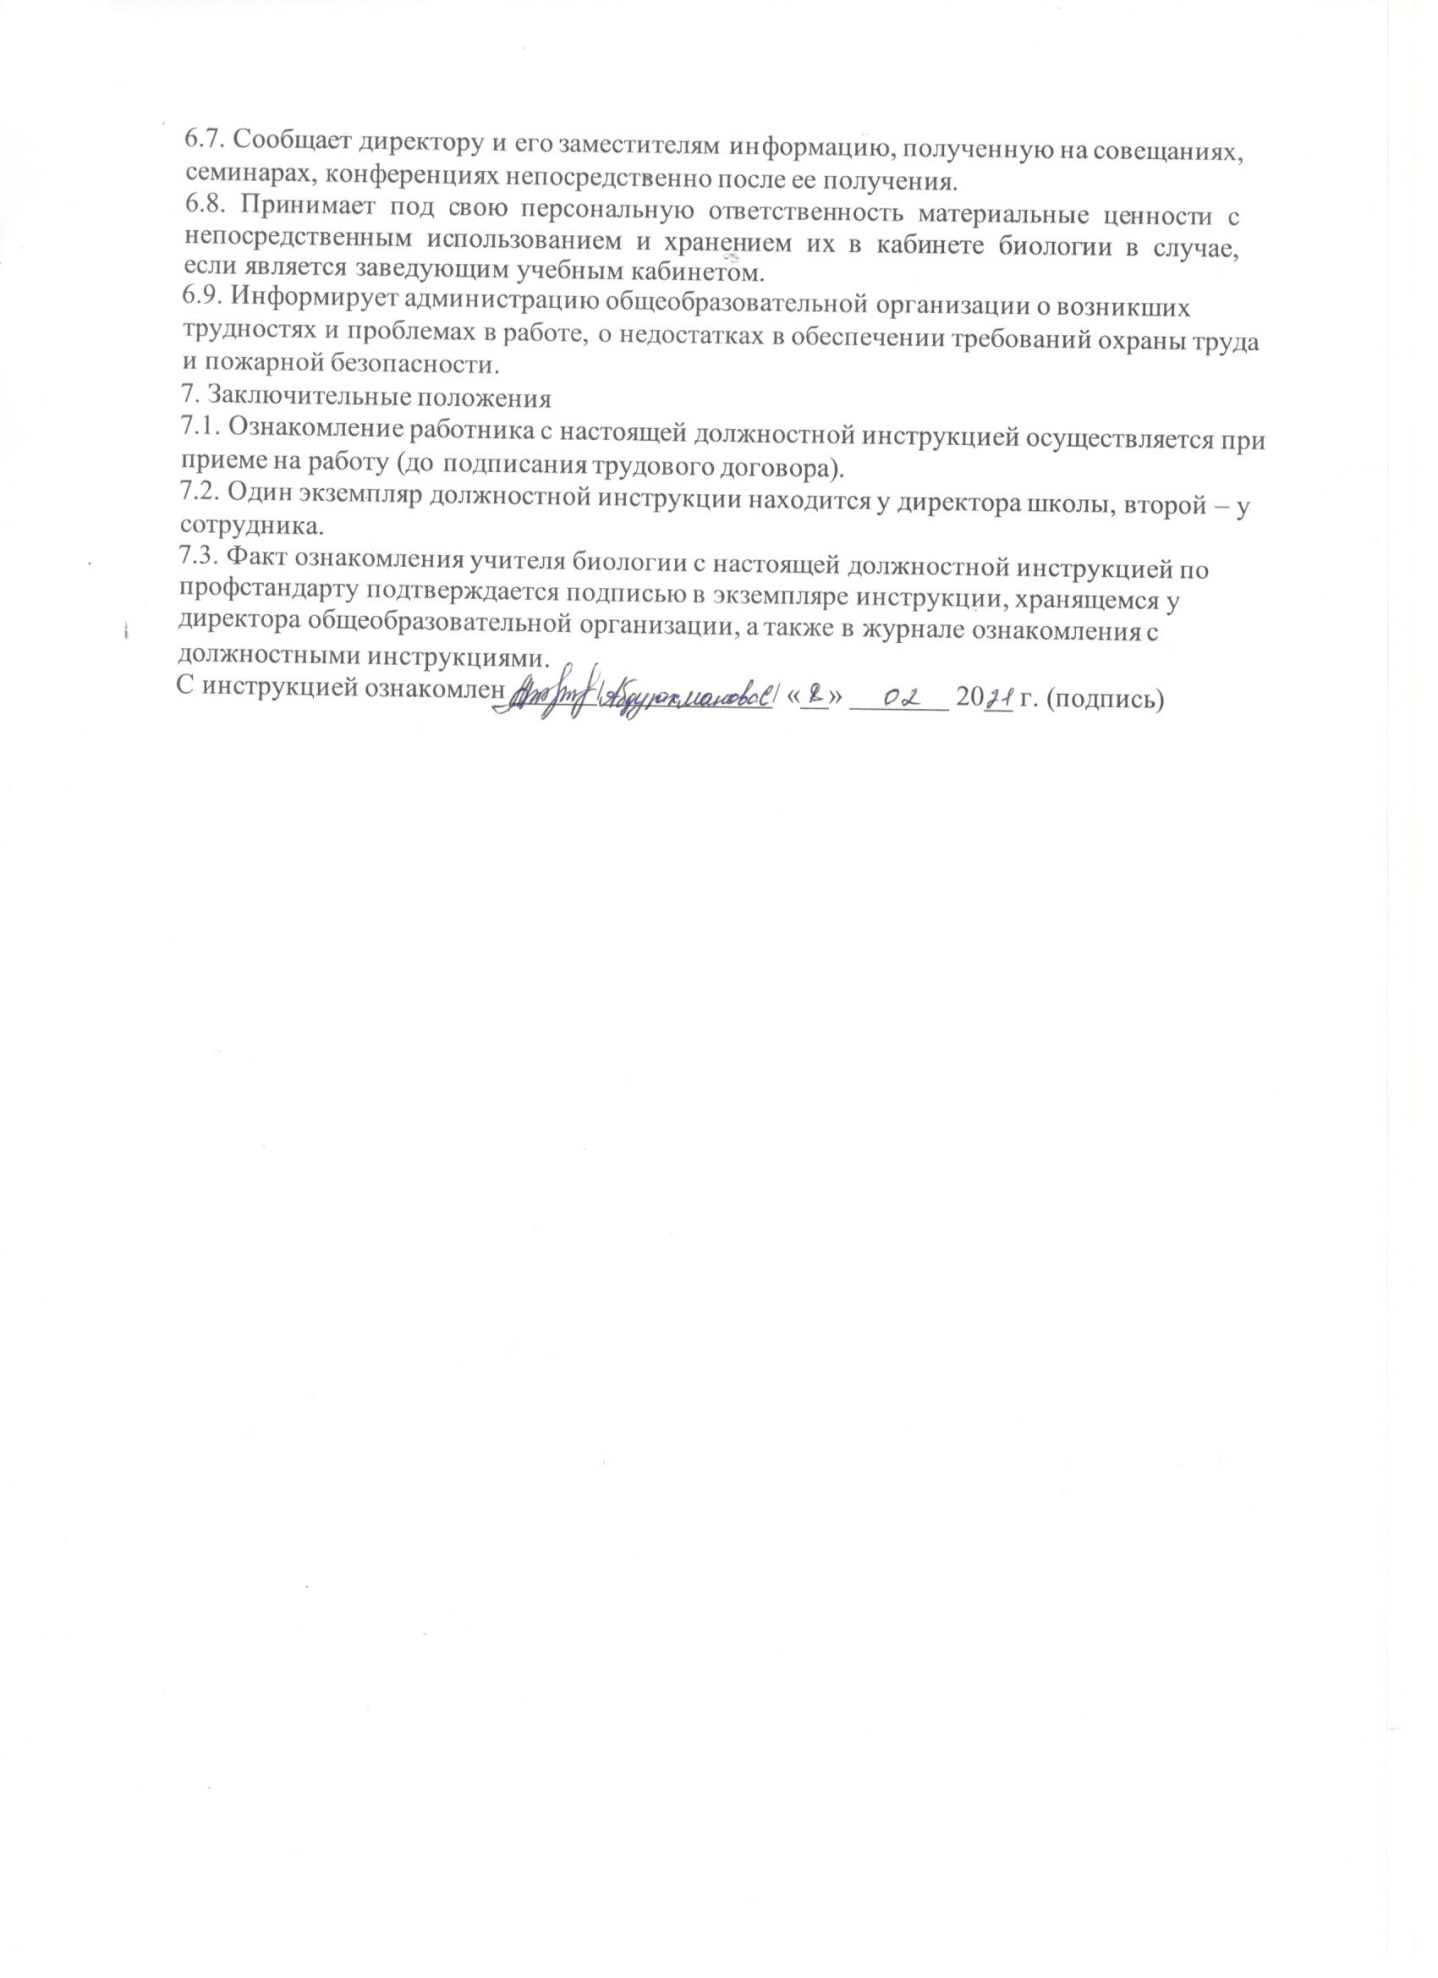 6.7. Сообщает директору и его заместителям информацию, полученную на совещаниях,
семинарах, конференциях непосредственно после ее получения.
6.8. Принимает под свою персональную ответственность материальные ценности с
непосредственным использованием и хранением их в кабинете биологии в случае,
если является заведующим учебным кабинетом.
6.9. Информирует администрацию общеобразовательной организации о возникших
трудностях и проблемах в работе, о недостатках в обеспечении требований охраны труда
и пожарной безопасности.
7. Заключительные положения
7.1. Ознакомление работника с настоящей должностной инструкцией осуществляется при
приеме на работу (до подписания трудового договора).
7.2. Один экземпляр должностной инструкции находится у директора школы, второй – у
сотрудника.
7.3. Факт ознакомления учителя биологии с настоящей должностной инструкцией по
профстандарту подтверждается подписью в экземпляре инструкции, хранящемся у
директора общеобразовательной организации, а также в журнале ознакомления с
должностными инструкциями.
С инструкцией ознакомлен /Абдурахманова С/ «2» 02 2021 г. (подпись)